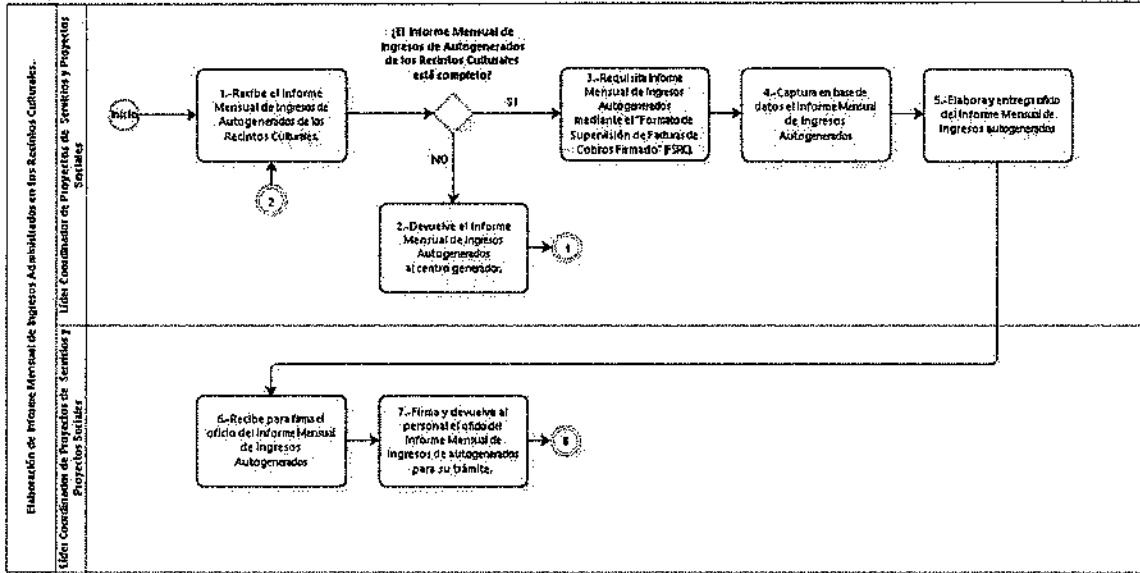 Elaboración de Informe Mensual de Ingresos Administrados en los Recintos Culturales.
Líder Coordinador de Proyectos de Servicios y Proyectos
Sociales
Inicio
1.-Recibe el Informe
Mensual de Ingresos de
Autogenerados de los
Recintos Culturales.
2
¿El Informe Mensual de
Ingresos de Autogenerados
de los Recintos Culturales
está completo?
SI
NO
2.-Devuelve el Informe
Mensual de Ingresos
Autogenerados
al centro generador.
1
3.-Requisita Informe
Mensual de Ingresos
Autogenerados
mediante el "Formato de
Supervisión de Facturas de
Cobros Firmado" (FSFC).
4.-Captura en base de
datos el Informe Mensual
de Ingresos
Autogenerados
5.-Elabora y entrega oficio
del Informe Mensual de
Ingresos autogenerados
Líder Coordinador de Proyectos de Servicios y
Proyectos Sociales
6.-Recibe para firma el
oficio del Informe Mensual
de Ingresos
Autogenerados
7.-Firma y devuelve al
personal el oficio del
Informe Mensual de
Ingresos de autogenerados
para su trámite.